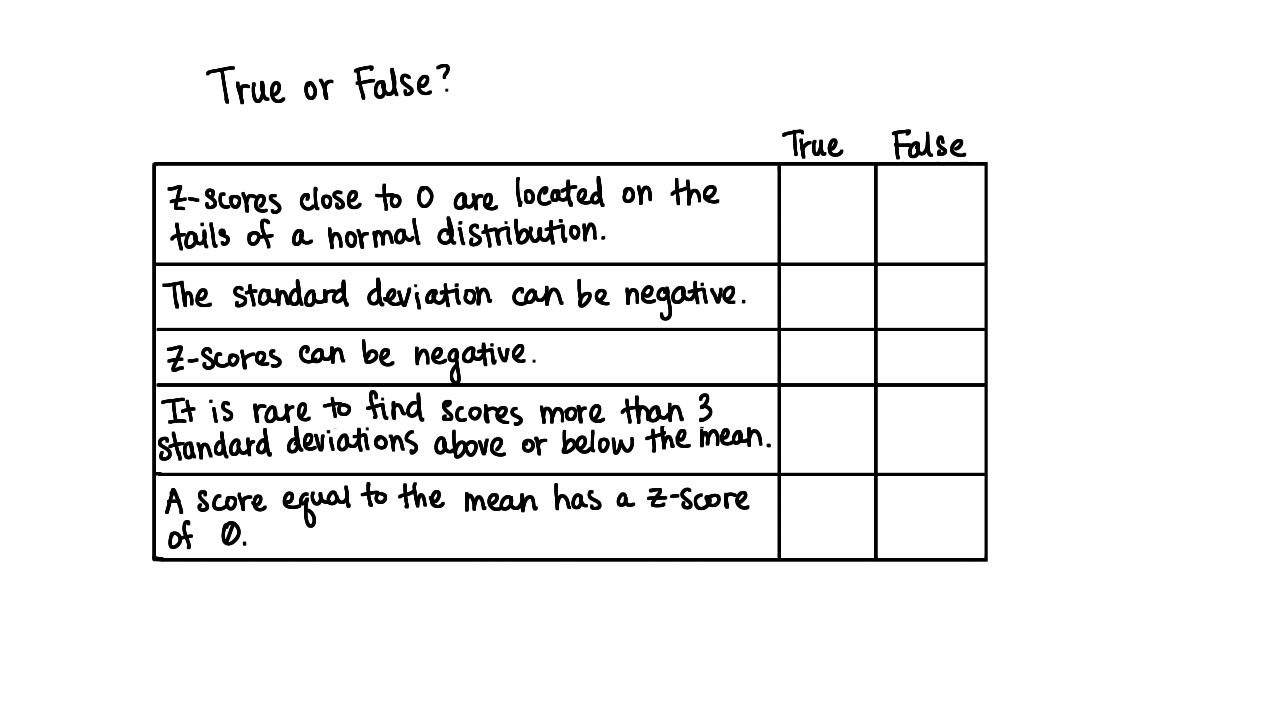 True or False?
True False
Z-scores close to 0 are located on the
tails of a normal distribution.
The standard deviation can be negative.
Z-scores can be negative.
It is rare to find scores more than 3
standard deviations above or below the mean.
A score equal to the mean has a Z-score
of 0.